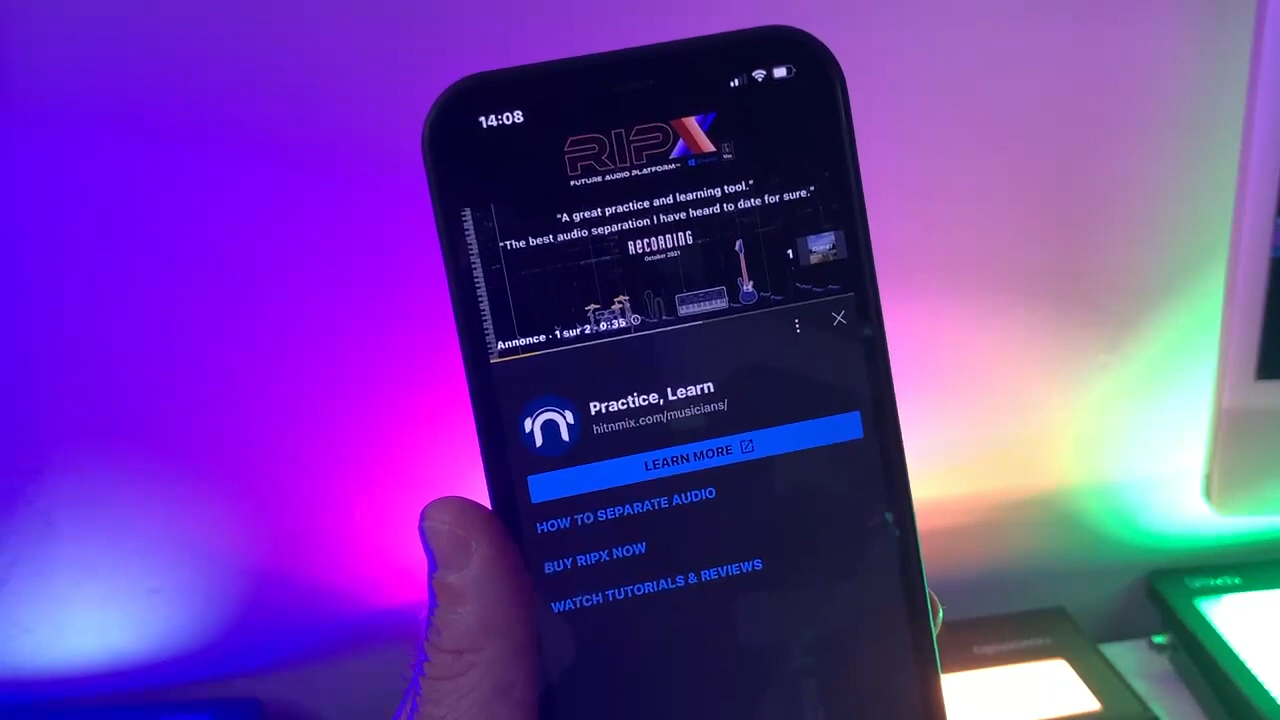 14:08
RIPX
FUTURE AUDIO PLATFORM™
"A great practice and learning tool."
"The best audio separation I have heard to date for sure."
RECORDING
October 2021
1
Annonce · 1 sur 2 · 0:35
Practice, Learn
hitnmix.com/musicians/
LEARN MORE
HOW TO SEPARATE AUDIO
BUY RIPX NOW
WATCH TUTORIALS & REVIEWS